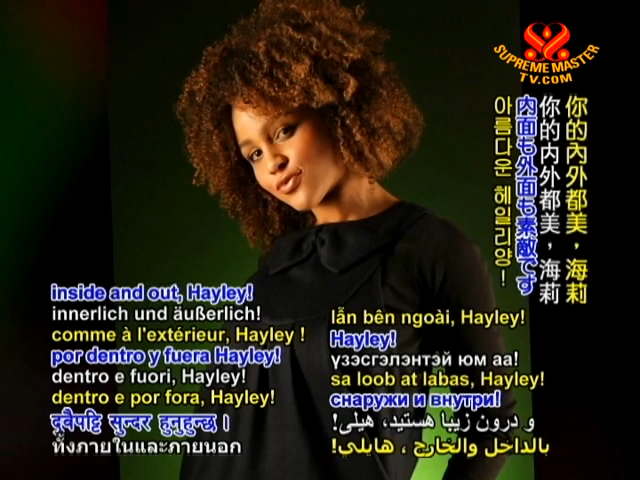 SUPREME MASTER
TV.COM
你的內外都美，海莉
你的内外都美，海莉
内面も外面も素敵です
아름다운 헤일리양!
inside and out, Hayley!
innerlich und äußerlich!
comme à l'extérieur, Hayley !
por dentro y fuera Hayley!
dentro e fuori, Hayley!
dentro e por fora, Hayley!
द्वैपट्टि सुन्दर हुनुहुन्छ ।
ทั้งภายในและภายนอก
lẫn bên ngoài, Hayley!
Hayley!
үзэсгэлэнтэй юм аа!
sa loob at labas, Hayley!
снаружи и внутри!
و درون زیبا هستید، هیلی!
بالداخل والخارج ، هايلي!